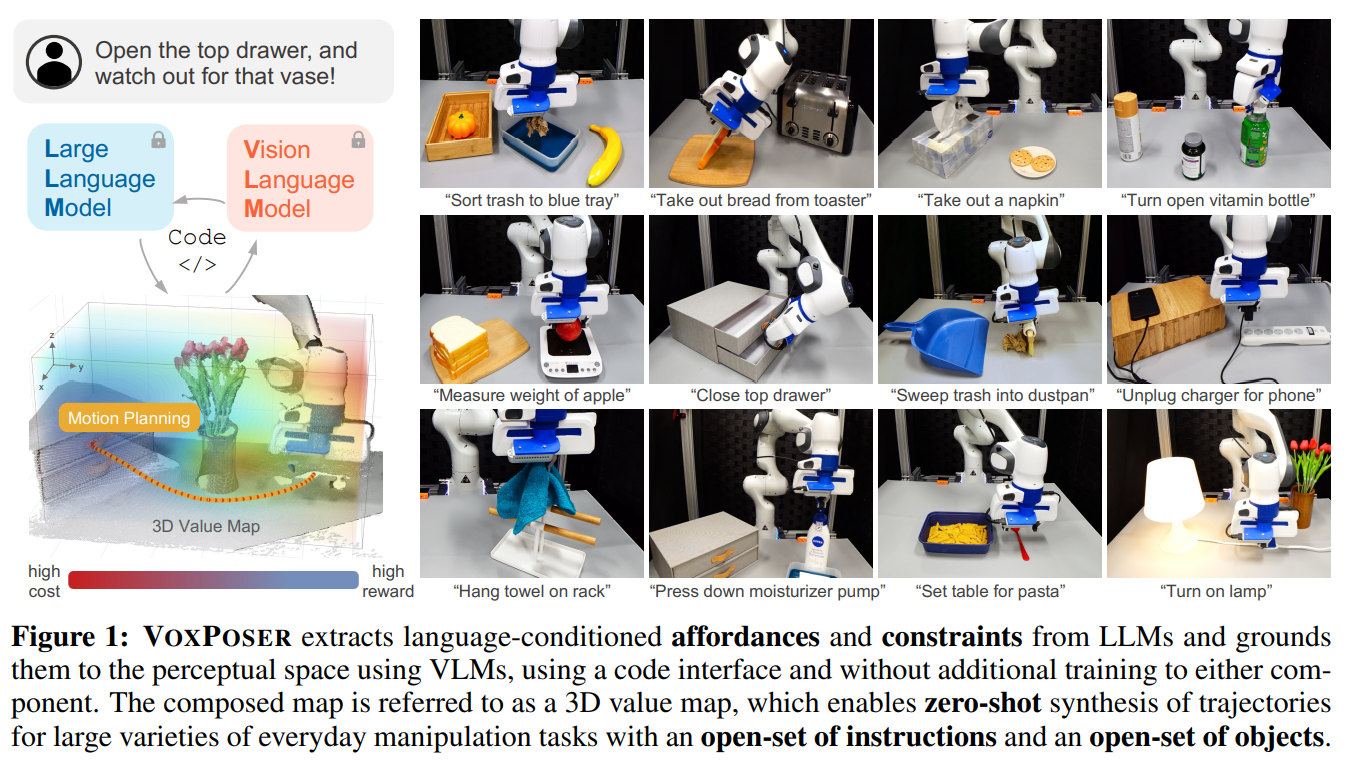 Open the top drawer, and
watch out for that vase!
Large
Language
Model
Vision
Language
Model
Code
</>
z
x
y
Motion Planning
3D Value Map
high
cost
high
reward
“Sort trash to blue tray”
“Take out bread from toaster”
“Take out a napkin”
“Turn open vitamin bottle”
“Measure weight of apple”
“Close top drawer”
“Sweep trash into dustpan”
“Unplug charger for phone”
NIVEA
“Hang towel on rack”
“Press down moisturizer pump”
“Set table for pasta”
“Turn on lamp”
Figure 1: VOXPOSER extracts language-conditioned affordances and constraints from LLMs and grounds
them to the perceptual space using VLMs, using a code interface and without additional training to either com-
ponent. The composed map is referred to as a 3D value map, which enables zero-shot synthesis of trajectories
for large varieties of everyday manipulation tasks with an open-set of instructions and an open-set of objects.